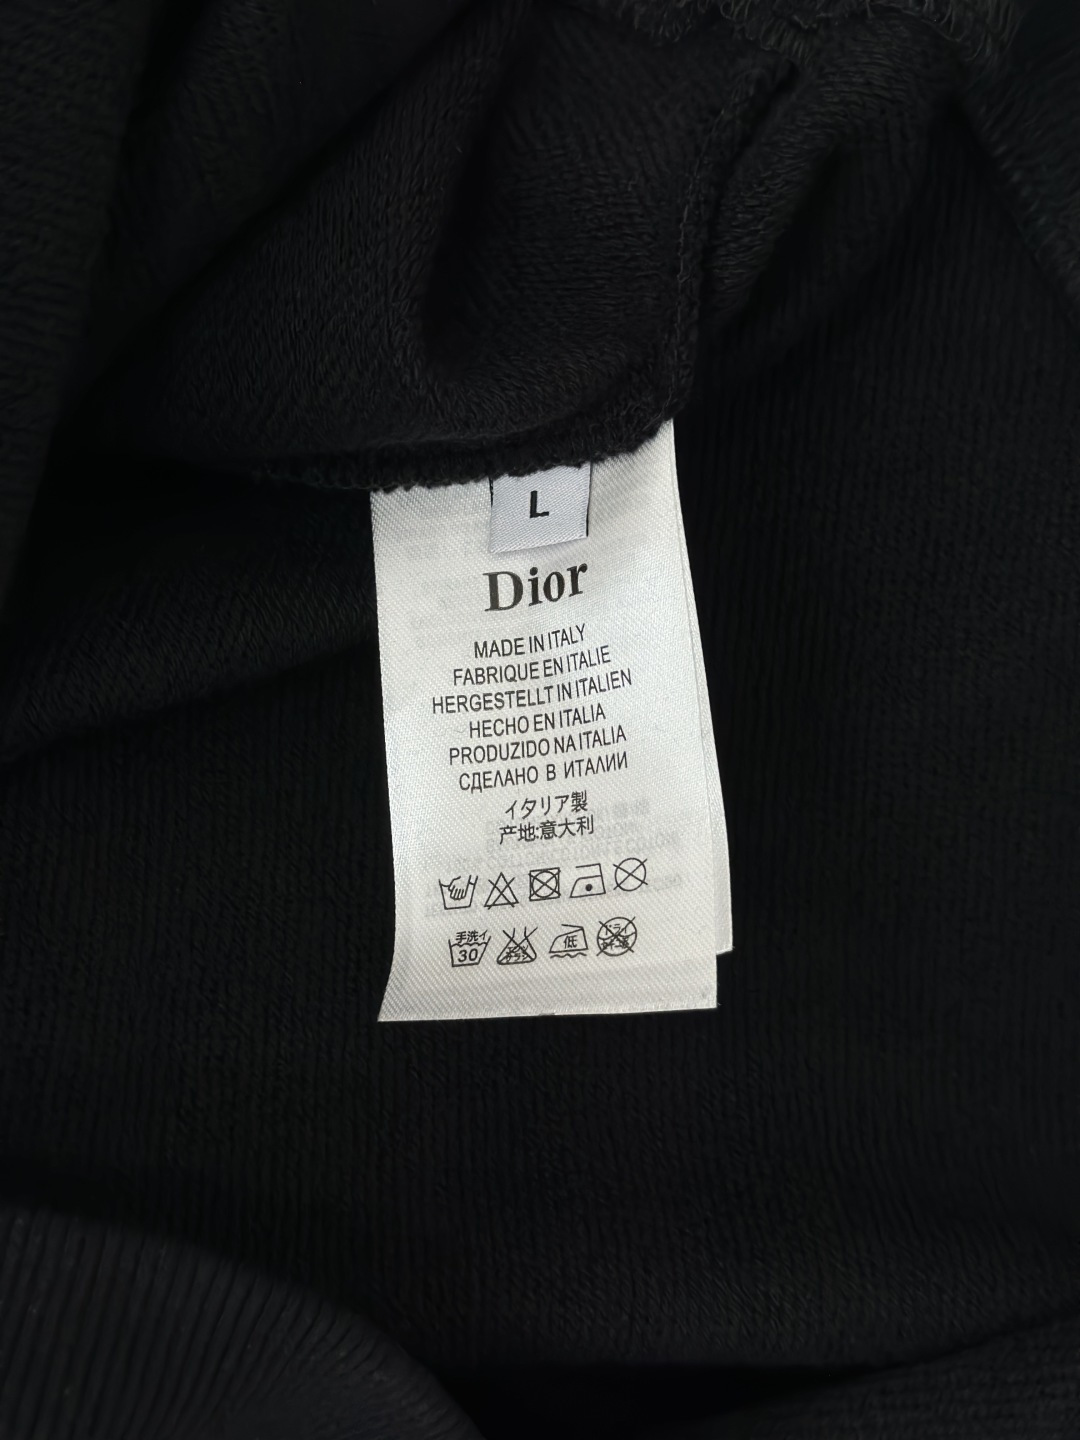 L
Dior
MADE IN ITALY
FABRIQUE EN ITALIE
HERGESTELLT IN ITALIEN
HECHO EN ITALIA
PRODUZIDO NA ITALIA
СДЕЛАНО В ИТАЛИИ
イタリア製
产地:意大利
手洗イ 30 低